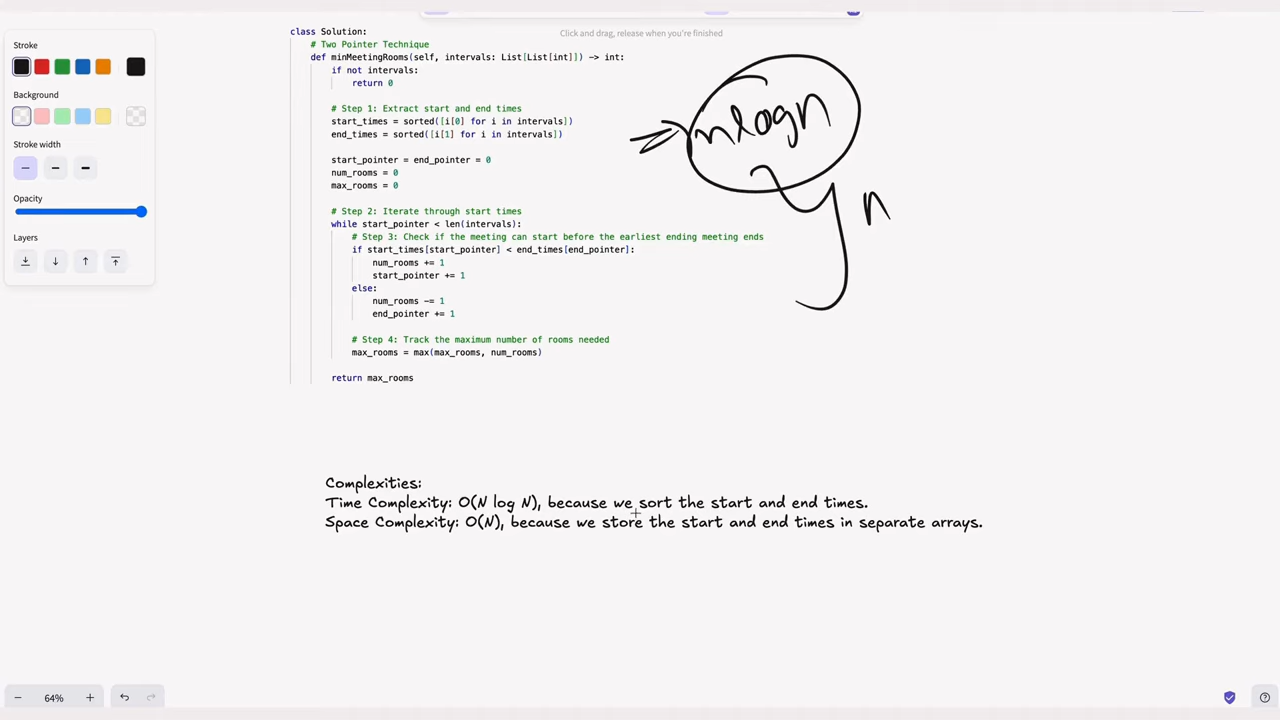 Click and drag, release when you're finished
Stroke
Background
Stroke width
Opacity
Layers
class Solution:
# Two Pointer Technique
def minMeetingRooms(self, intervals: List[List[int]]) -> int:
if not intervals:
return 0
# Step 1: Extract start and end times
start_times = sorted([i[0] for i in intervals])
end_times = sorted([i[1] for i in intervals])
start_pointer = end_pointer = 0
num_rooms = 0
max_rooms = 0
# Step 2: Iterate through start times
while start_pointer < len(intervals):
# Step 3: Check if the meeting can start before the earliest ending meeting ends
if start_times[start_pointer] < end_times[end_pointer]:
num_rooms += 1
start_pointer += 1
else:
num_rooms -= 1
end_pointer += 1
# Step 4: Track the maximum number of rooms needed
max_rooms = max(max_rooms, num_rooms)
return max_rooms
nlogn
n
Complexities:
Time Complexity: O(N log N), because we sort the start and end times.
Space Complexity: O(N), because we store the start and end times in separate arrays.
64%